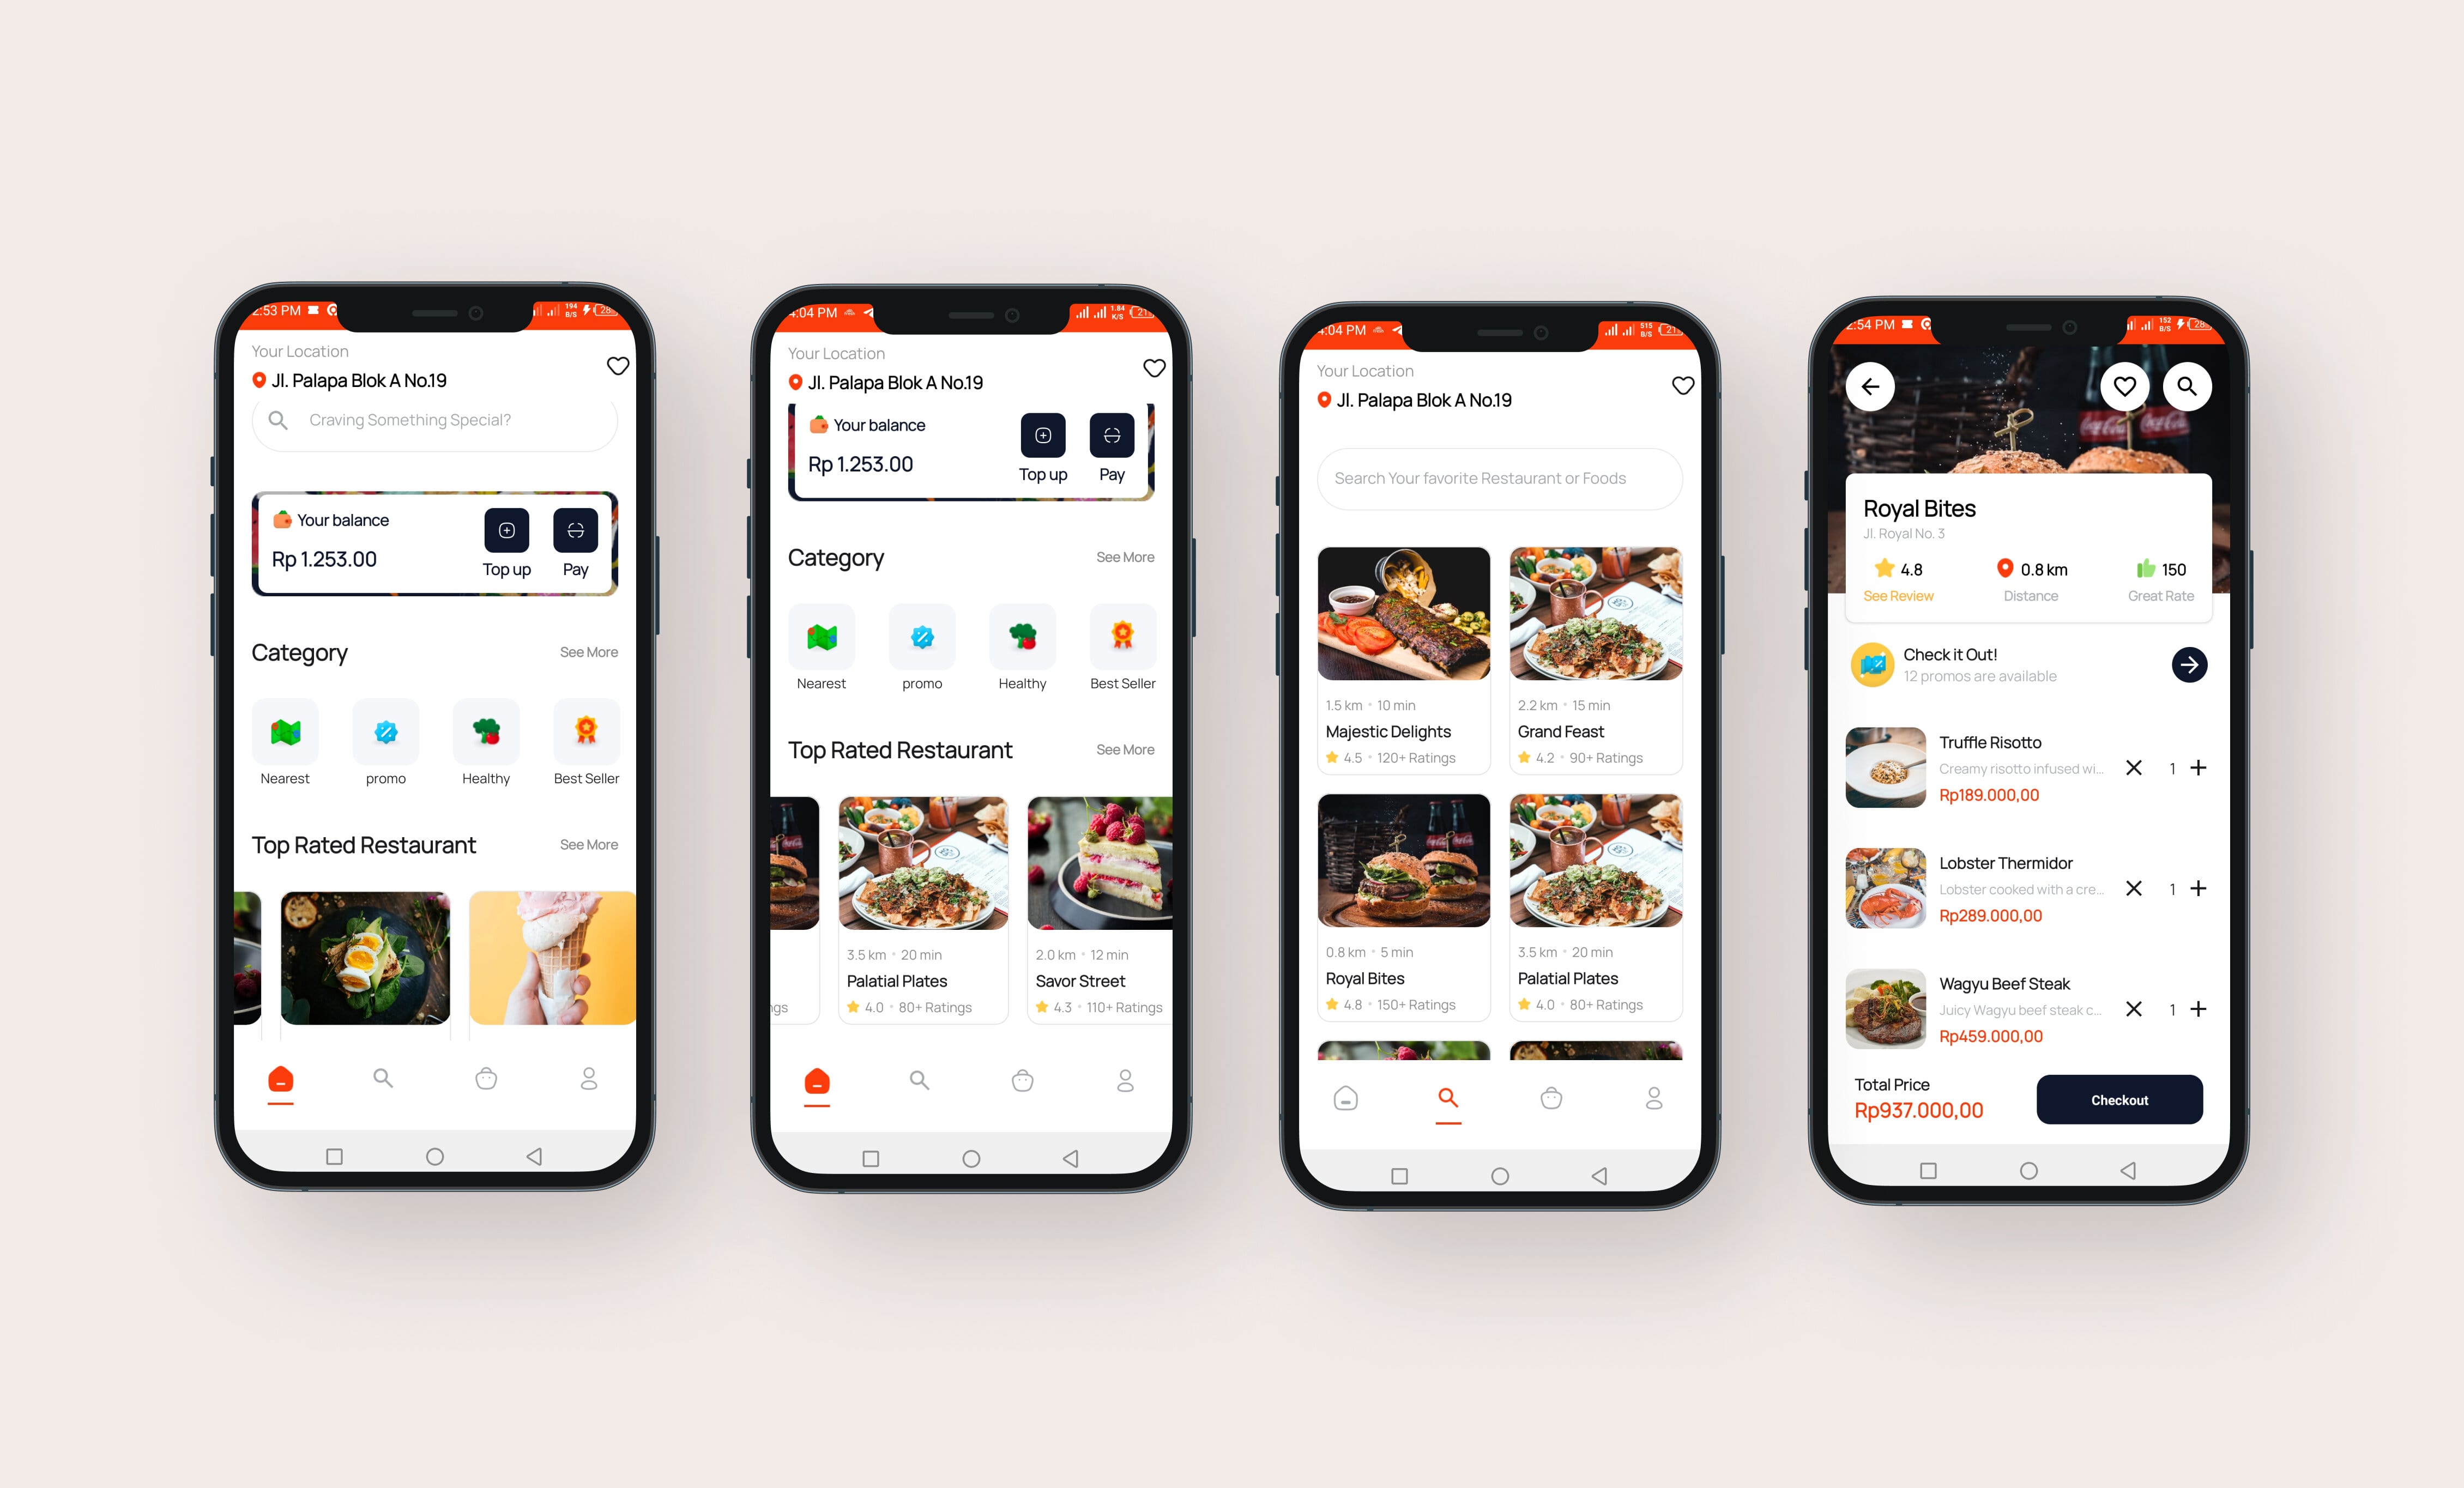 2:53 PM
194
B/S
28
Your Location
Jl. Palapa Blok A No.19
Craving Something Special?
Your balance
Rp 1.253.00
Top up
Pay
Category
See More
Nearest
promo
Healthy
Best Seller
Top Rated Restaurant
See More
4:04 PM
1.84
K/S
21
Your Location
Jl. Palapa Blok A No.19
Your balance
Rp 1.253.00
Top up
Pay
Category
See More
Nearest
promo
Healthy
Best Seller
Top Rated Restaurant
See More
3.5 km • 20 min
2.0 km • 12 min
Palatial Plates
Savor Street
ngs
4.0 • 80+ Ratings
4.3 • 110+ Ratings
4:04 PM
515
B/S
21
Your Location
Jl. Palapa Blok A No.19
Search Your favorite Restaurant or Foods
1.5 km • 10 min
2.2 km • 15 min
Majestic Delights
Grand Feast
4.5 • 120+ Ratings
4.2 • 90+ Ratings
0.8 km • 5 min
3.5 km • 20 min
Royal Bites
Palatial Plates
4.8 • 150+ Ratings
4.0 • 80+ Ratings
2:54 PM
152
B/S
28
Coca-Cola
Royal Bites
Jl. Royal No. 3
4.8
0.8 km
150
See Review
Distance
Great Rate
Check it Out!
12 promos are available
Truffle Risotto
Creamy risotto infused wi...
1
Rp189.000,00
Lobster Thermidor
Lobster cooked with a cre...
1
Rp289.000,00
Wagyu Beef Steak
Juicy Wagyu beef steak c...
1
Rp459.000,00
Total Price
Rp937.000,00
Checkout